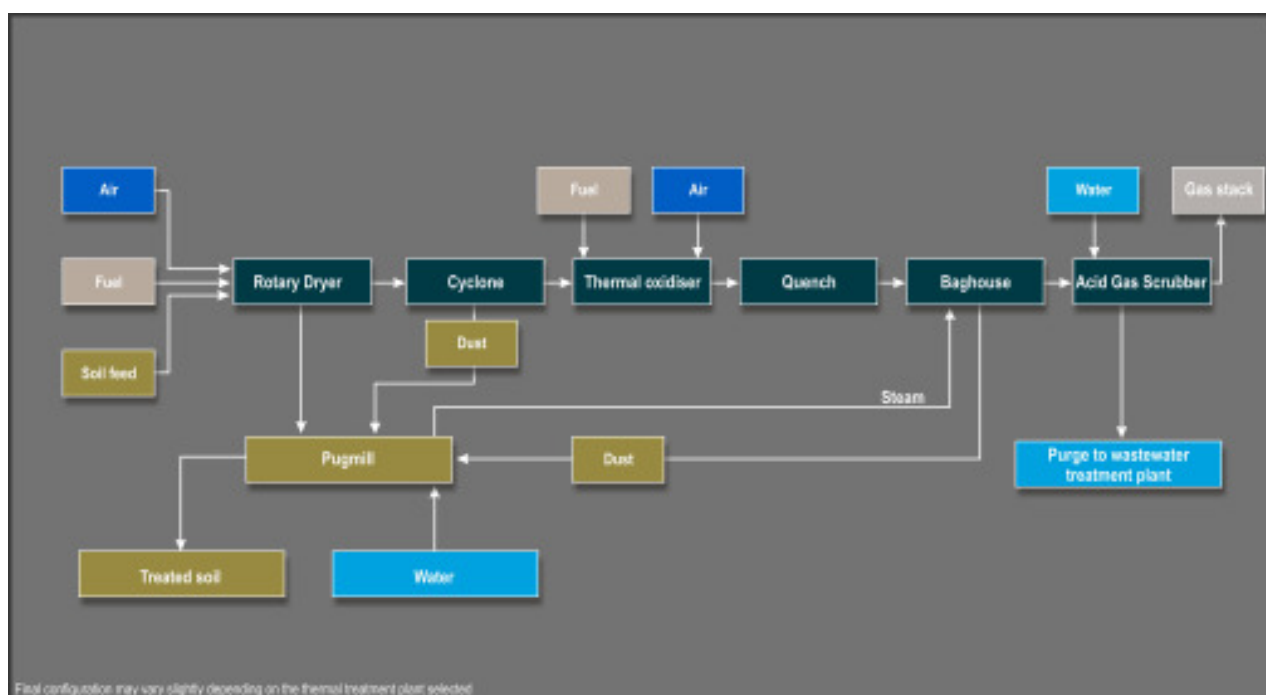 Air
Fuel
Air
Water
Gas stack
Fuel
Rotary Dryer
Cyclone
Thermal oxidiser
Quench
Baghouse
Acid Gas Scrubber
Dust
Soil feed
Steam
Pugmill
Dust
Purge to wastewater
treatment plant
Treated soil
Water
Final configuration may vary slightly depending on the thermal treatment plant selected